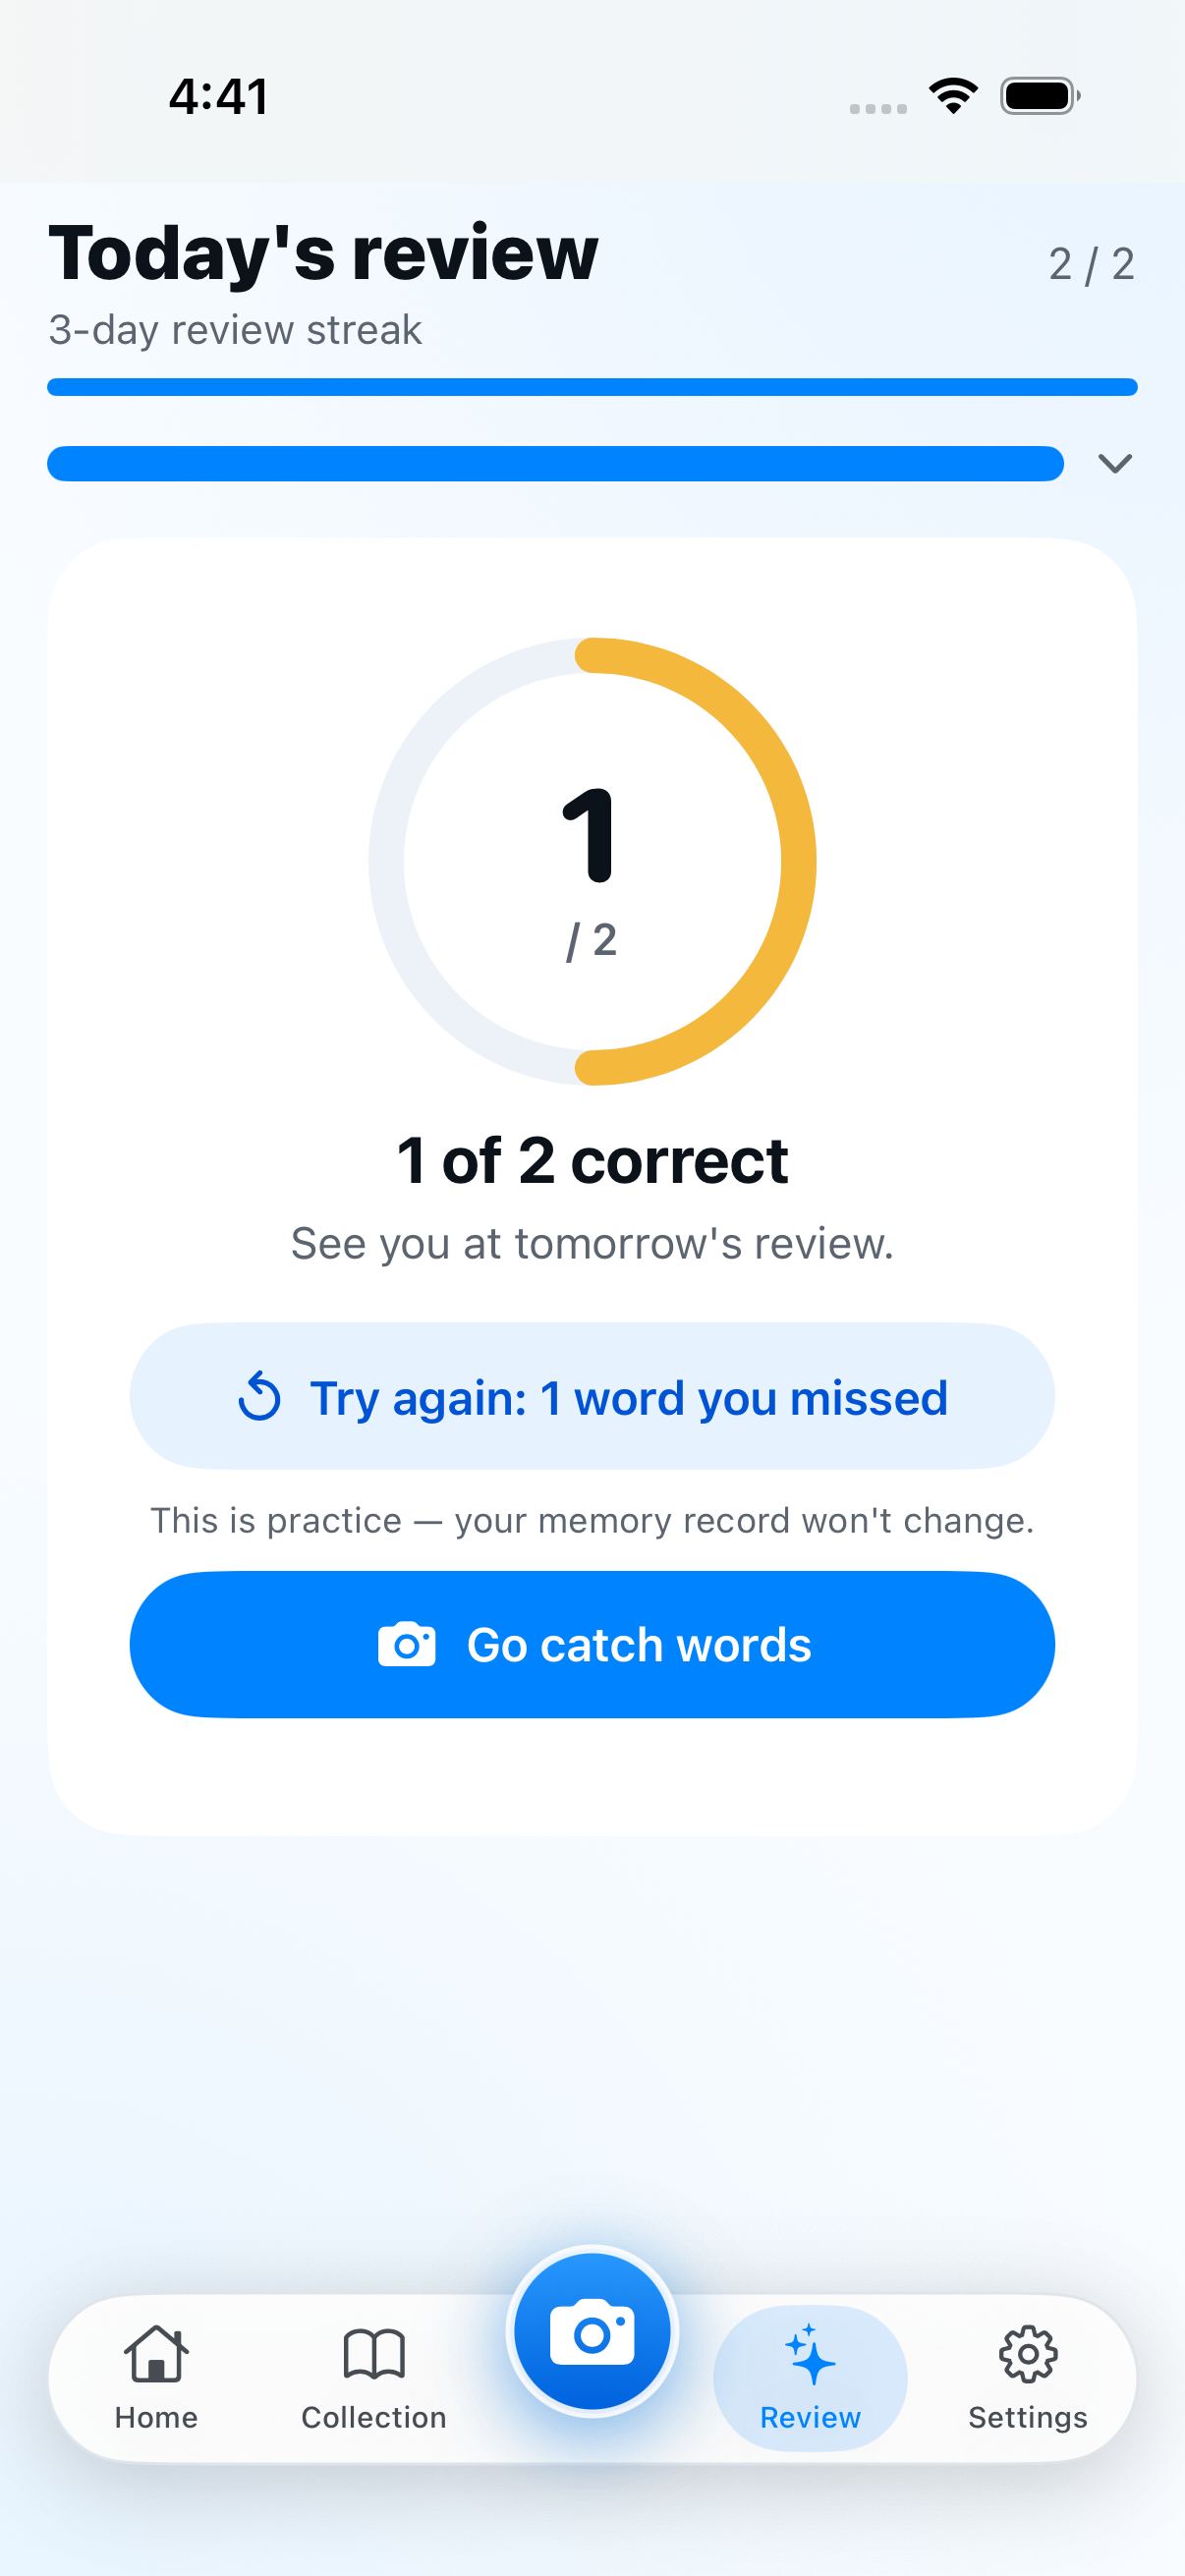 4:41
Today's review
2 / 2
3-day review streak
1
/ 2
1 of 2 correct
See you at tomorrow's review.
Try again: 1 word you missed
This is practice — your memory record won't change.
Go catch words
Home
Collection
Review
Settings